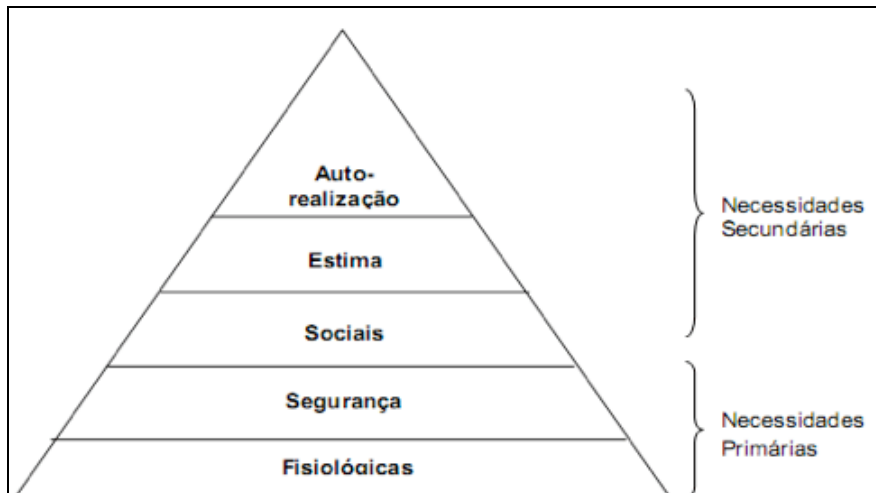 Auto-
realização
Estima
Sociais
Segurança
Fisiológicas
Necessidades
Secundárias
Necessidades
Primárias